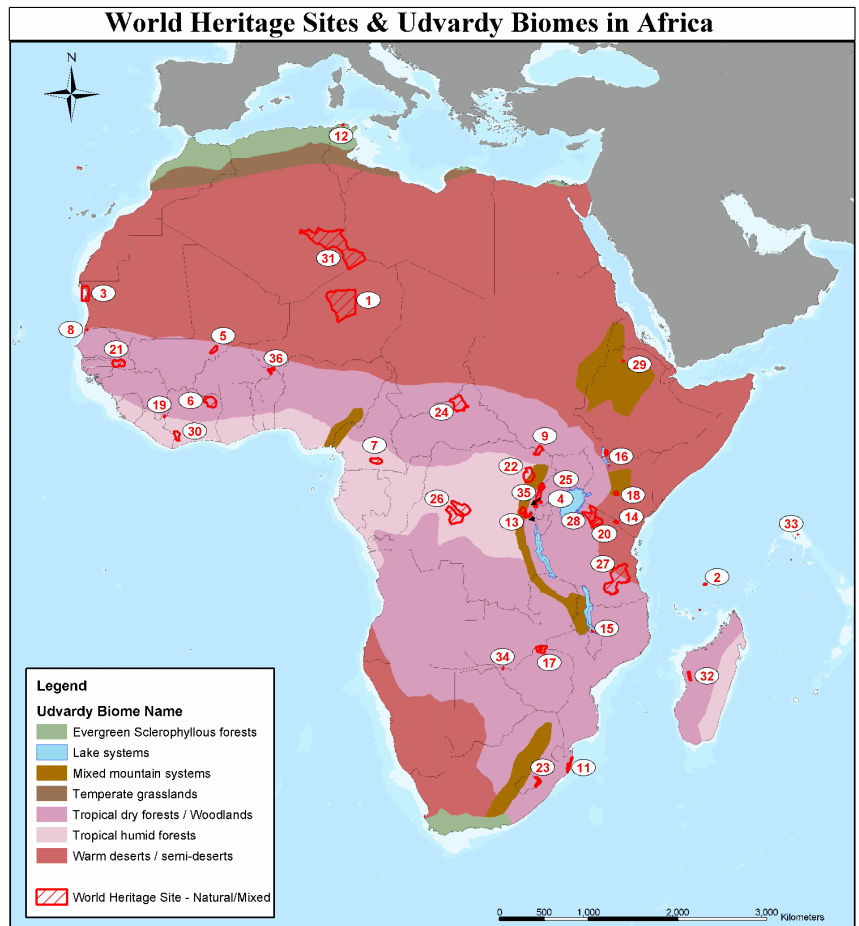 World Heritage Sites & Udvardy Biomes in Africa
N
12
31
3
1
8
5
21
36
29
19
6
24
30
7
9
16
22
25
35
18
4
26
13
28
14
20
33
27
2
15
34
17
32
23
11
Legend
Udvardy Biome Name
Evergreen Sclerophyllous forests
Lake systems
Mixed mountain systems
Temperate grasslands
Tropical dry forests / Woodlands
Tropical humid forests
Warm deserts / semi-deserts
World Heritage Site - Natural/Mixed
0 500 1,000 2,000 3,000 Kilometers